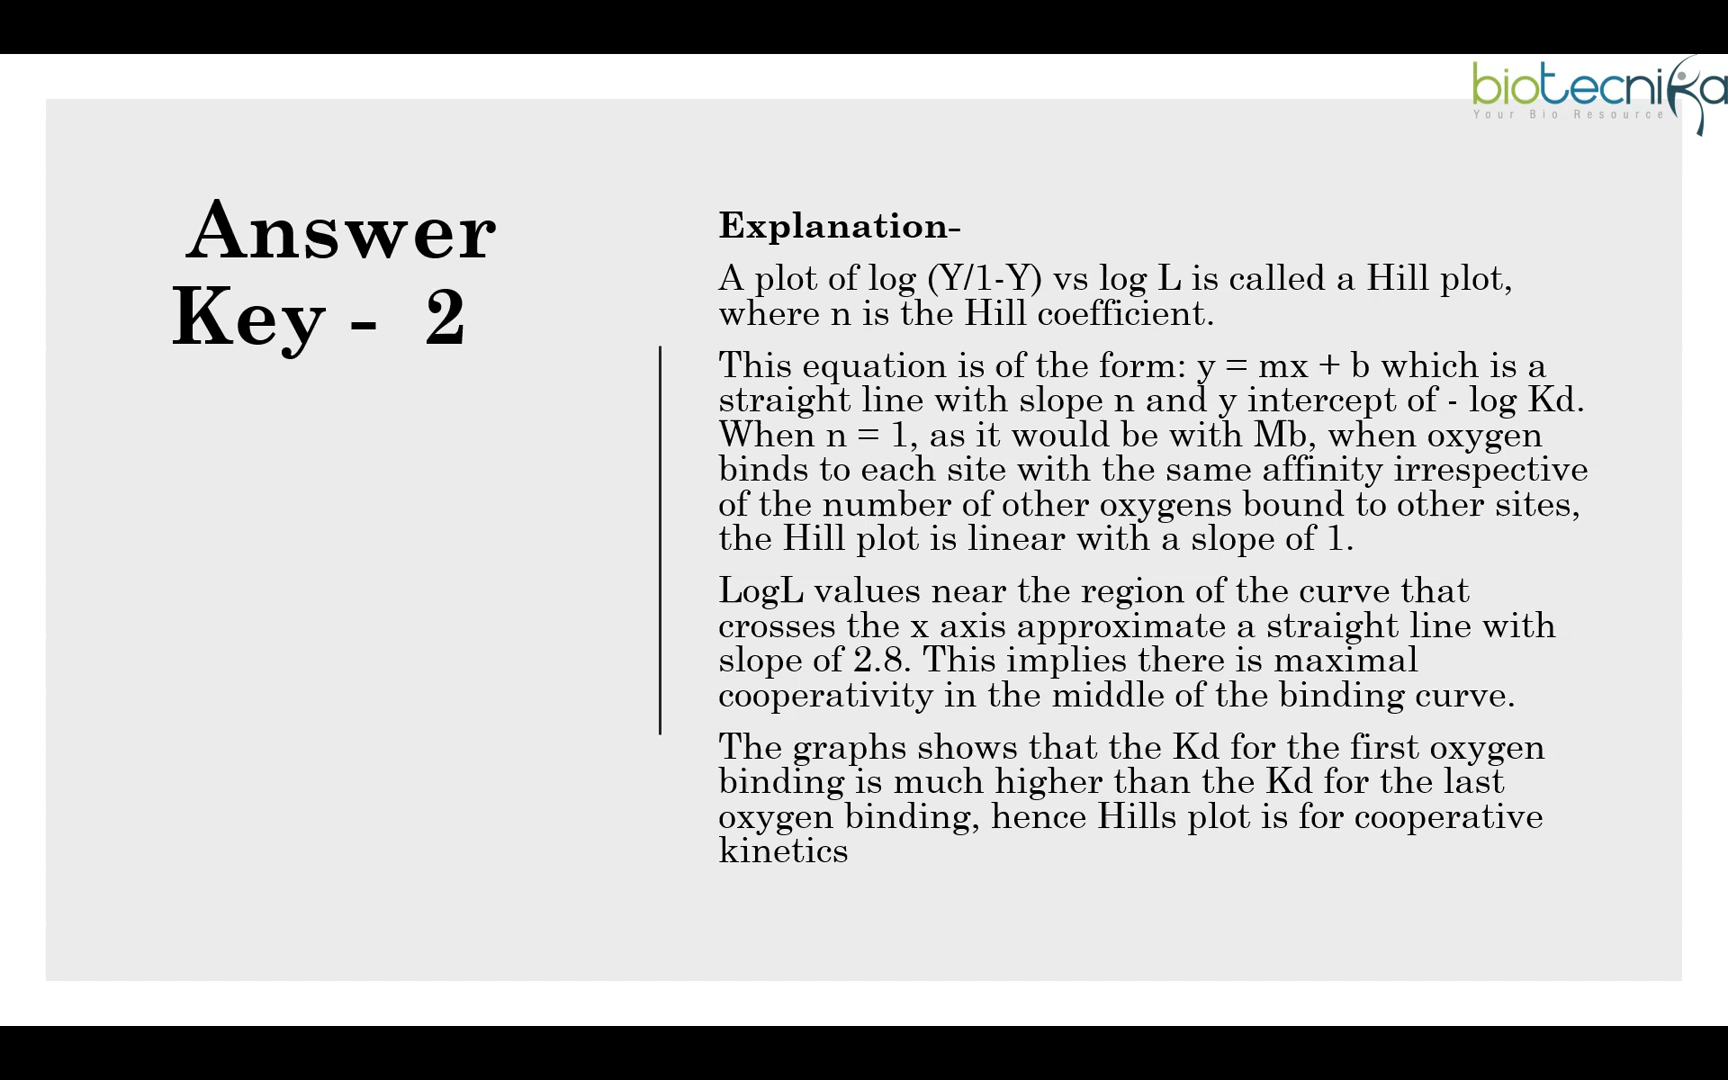 biotecnika
Your Bio Resource
Answer
Key - 2
Explanation-
A plot of log (Y/1-Y) vs log L is called a Hill plot,
where n is the Hill coefficient.
This equation is of the form: y = mx + b which is a
straight line with slope n and y intercept of - log Kd.
When n = 1, as it would be with Mb, when oxygen
binds to each site with the same affinity irrespective
of the number of other oxygens bound to other sites,
the Hill plot is linear with a slope of 1.
LogL values near the region of the curve that
crosses the x axis approximate a straight line with
slope of 2.8. This implies there is maximal
cooperativity in the middle of the binding curve.
The graphs shows that the Kd for the first oxygen
binding is much higher than the Kd for the last
oxygen binding, hence Hills plot is for cooperative
kinetics